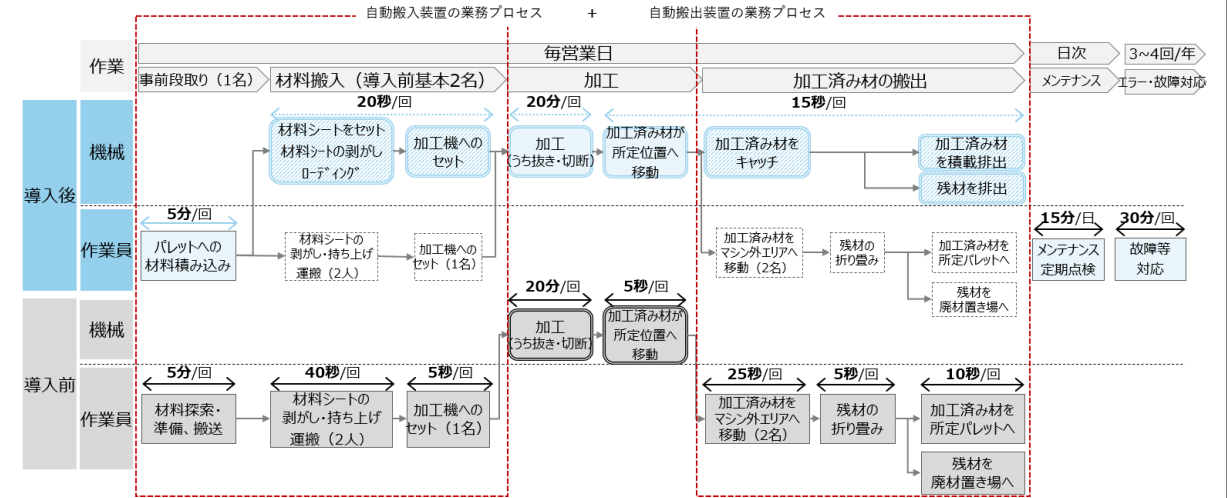 自動搬入装置の業務プロセス + 自動搬出装置の業務プロセス
作業
毎営業日
日次
3~4回/年
事前段取り（1名）
材料搬入（導入前基本2名）
加工
加工済み材の搬出
メンテナンス
エラー・故障対応
導入後
機械
20秒/回
20分/回
15秒/回
材料シートをセット
材料シートの剥がし
ﾛｰﾃﾞｨﾝｸﾞ
加工機への
セット
加工
(うち抜き・切断)
加工済み材が
所定位置へ
移動
加工済み材を
キャッチ
加工済み材
を積載排出
残材を排出
作業員
5分/回
15分/日
30分/回
パレットへの
材料積み込み
材料シートの
剥がし・持ち上げ
運搬（2人）
加工機への
セット（1名）
加工済み材を
マシン外エリアへ
移動（2名）
残材の
折り畳み
加工済み材を
所定パレットへ
残材を
廃材置き場へ
メンテナンス
定期点検
故障等
対応
導入前
機械
20分/回
5秒/回
加工
(うち抜き・切断)
加工済み材が
所定位置へ
移動
作業員
5分/回
40秒/回
5秒/回
25秒/回
5秒/回
10秒/回
材料探索・
準備、搬送
材料シートの
剥がし・持ち上げ
運搬（2人）
加工機への
セット（1名）
加工済み材を
マシン外エリアへ
移動（2名）
残材の
折り畳み
加工済み材を
所定パレットへ
残材を
廃材置き場へ